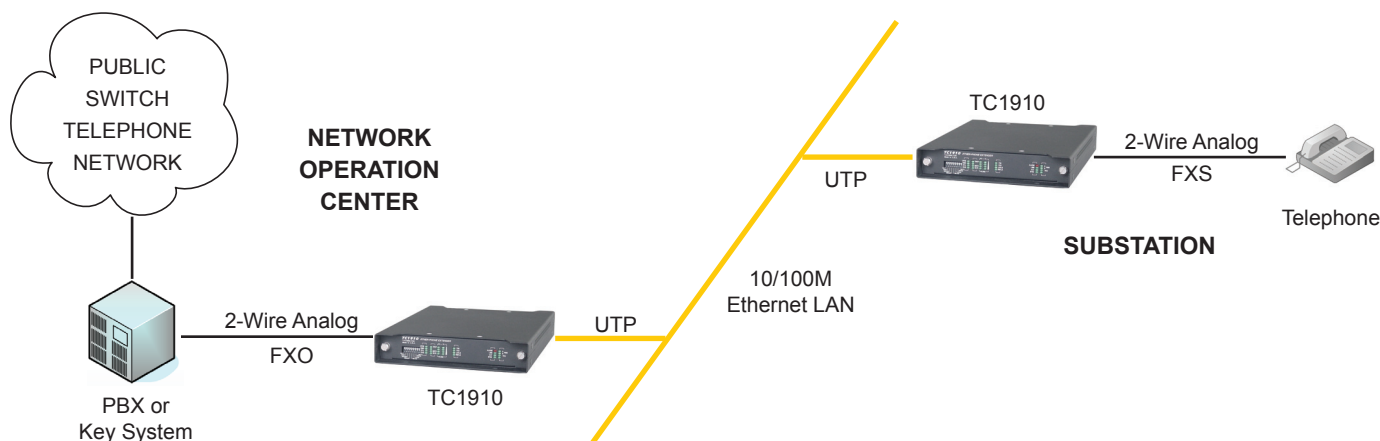 PUBLIC
SWITCH
TELEPHONE
NETWORK
NETWORK
OPERATION
CENTER
TC1910
2-Wire Analog
FXS
UTP
Telephone
SUBSTATION
10/100M
Ethernet LAN
2-Wire Analog
FXO
UTP
TC1910
PBX or
Key System